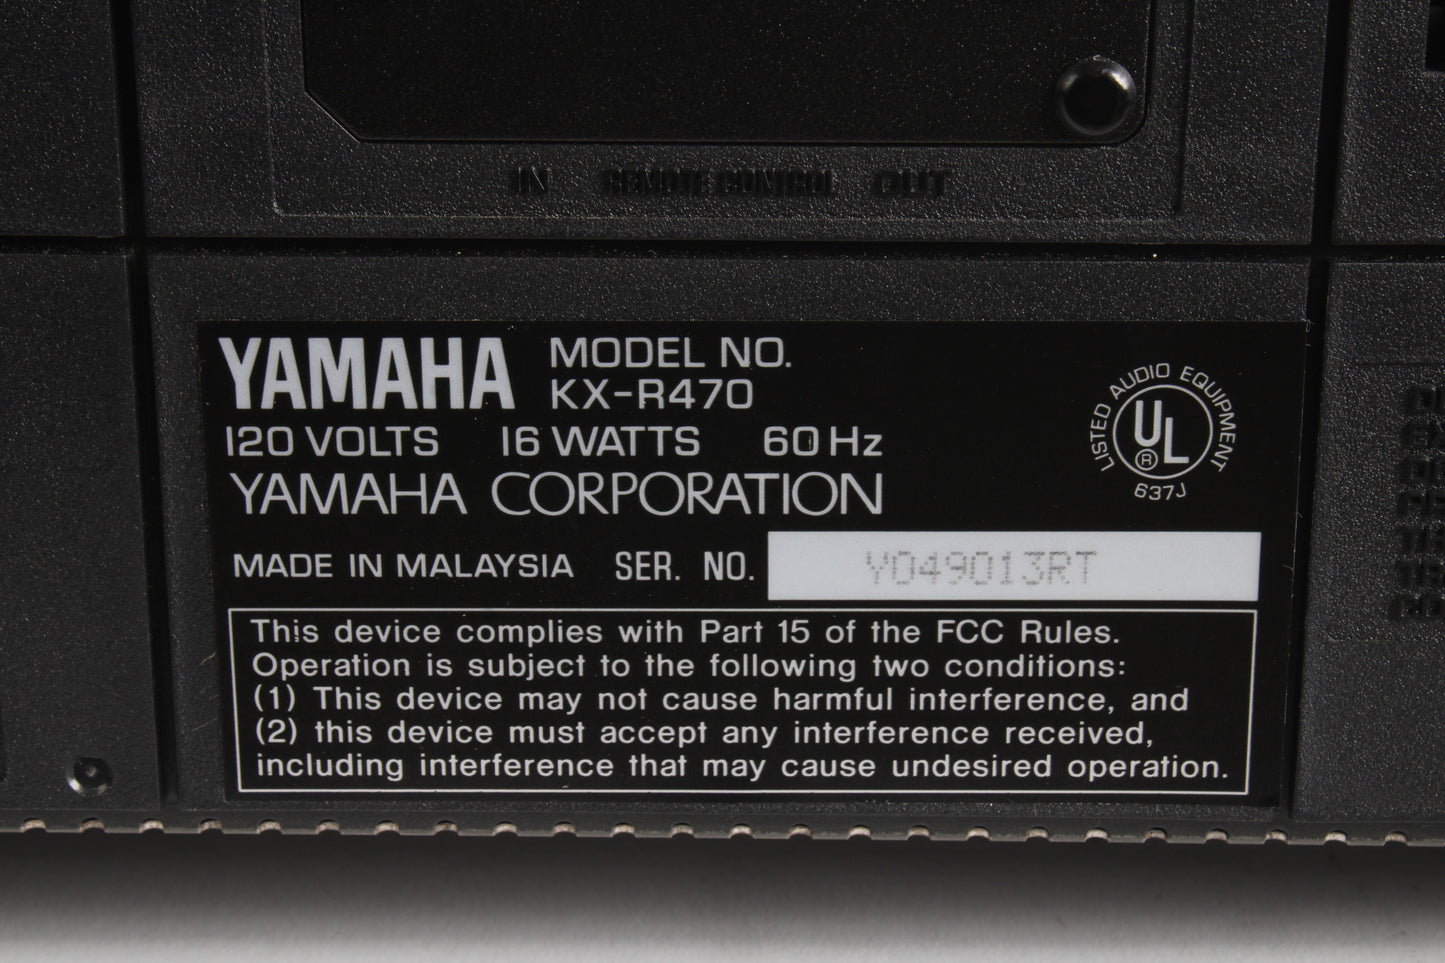 IN REMOTE CONTROL OUT
YAMAHA MODEL NO.
KX-R470
120 VOLTS 16 WATTS 60 Hz
YAMAHA CORPORATION
LISTED AUDIO EQUIPMENT
UL
®
637J
MADE IN MALAYSIA SER. NO. Y049013RT
This device complies with Part 15 of the FCC Rules.
Operation is subject to the following two conditions:
(1) This device may not cause harmful interference, and
(2) this device must accept any interference received,
including interference that may cause undesired operation.